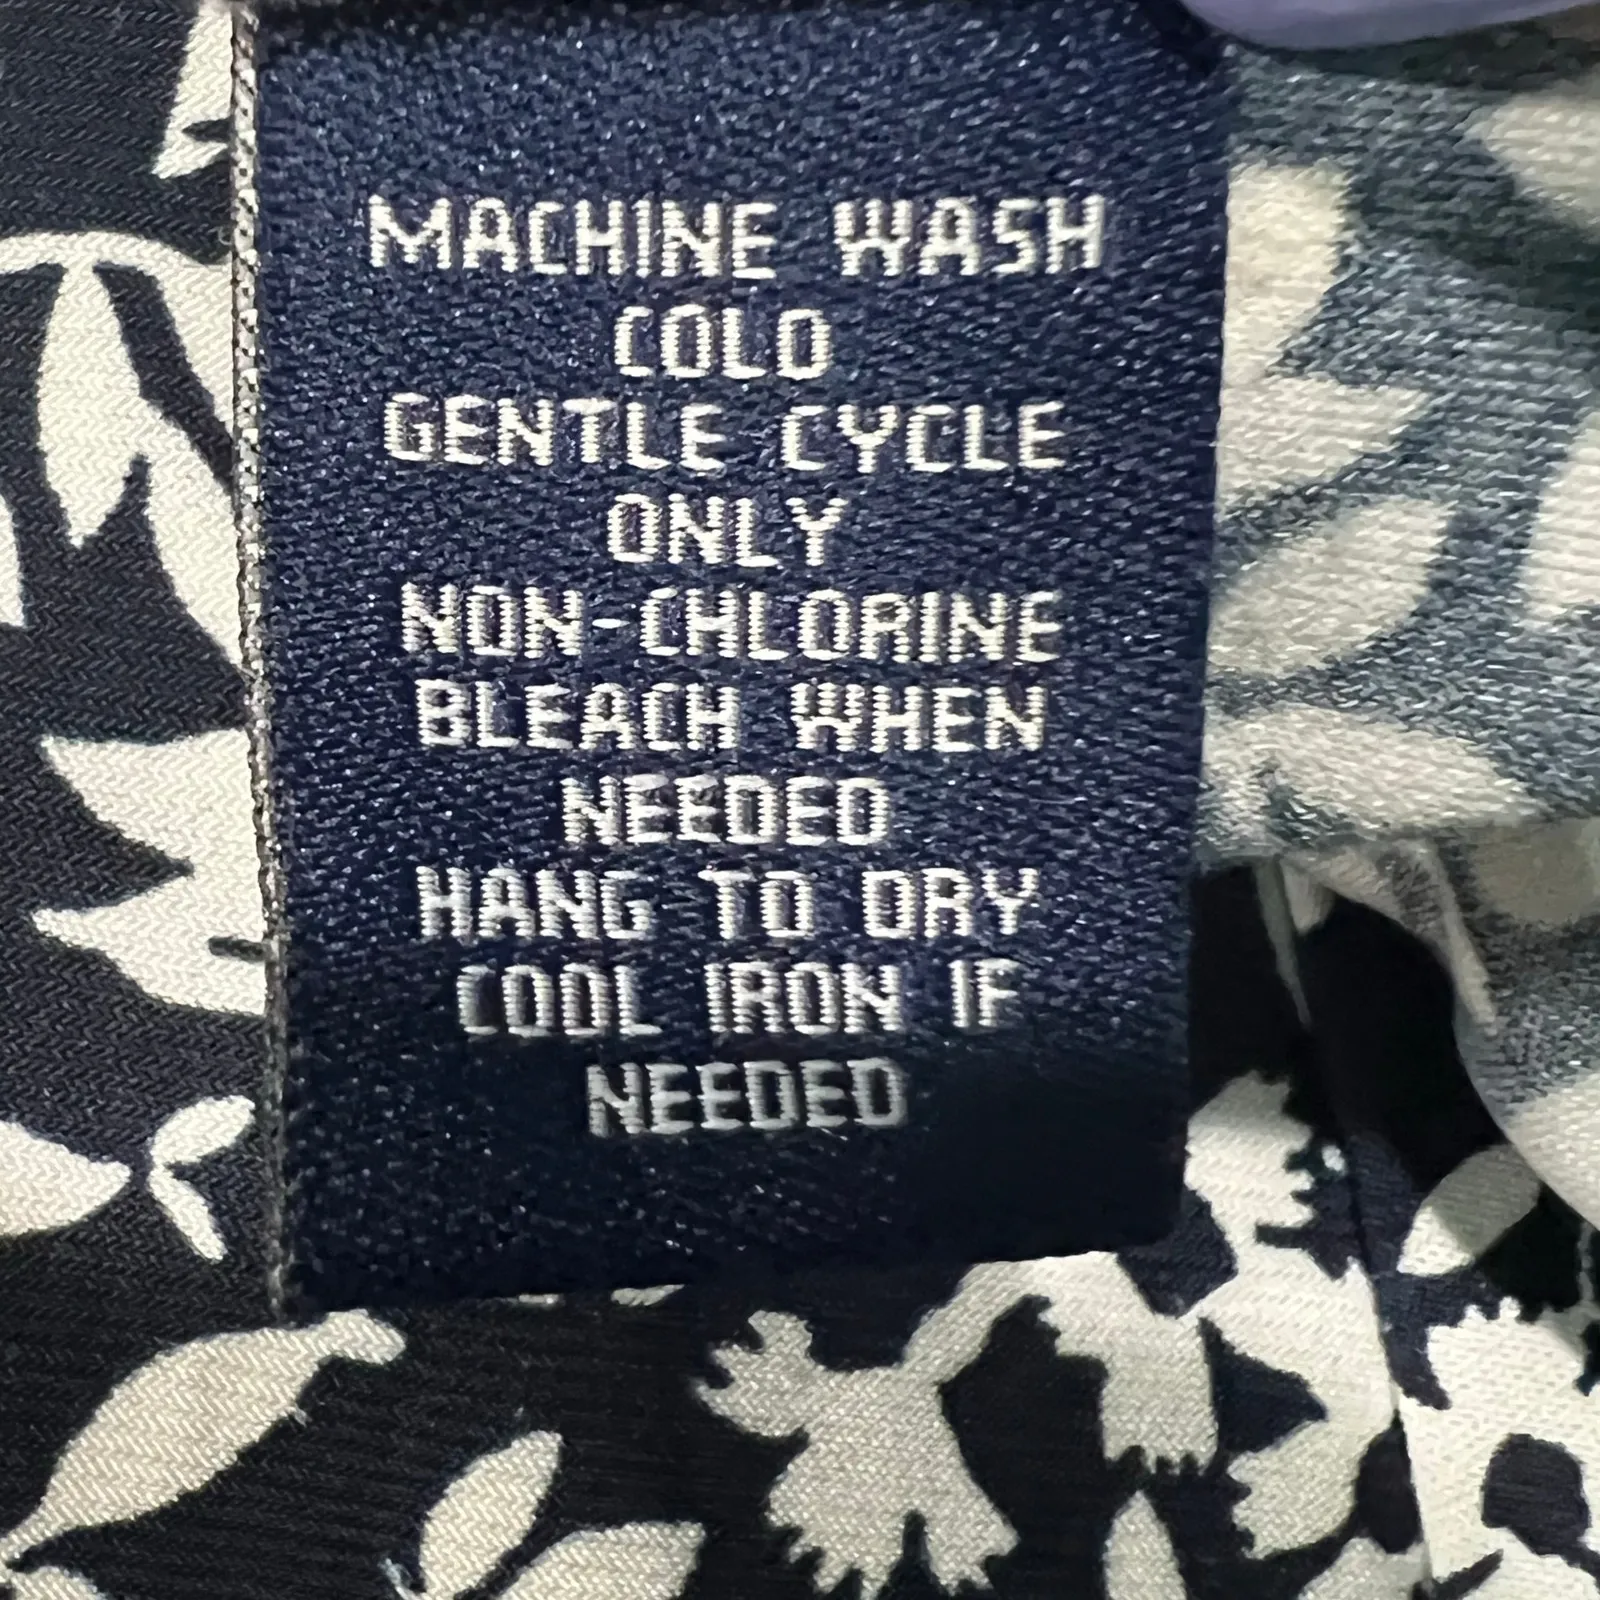 MACHINE WASH
COLD
GENTLE CYCLE
ONLY
NON-CHLORINE
BLEACH WHEN
NEEDED
HANG TO DRY
COOL IRON IF
NEEDED